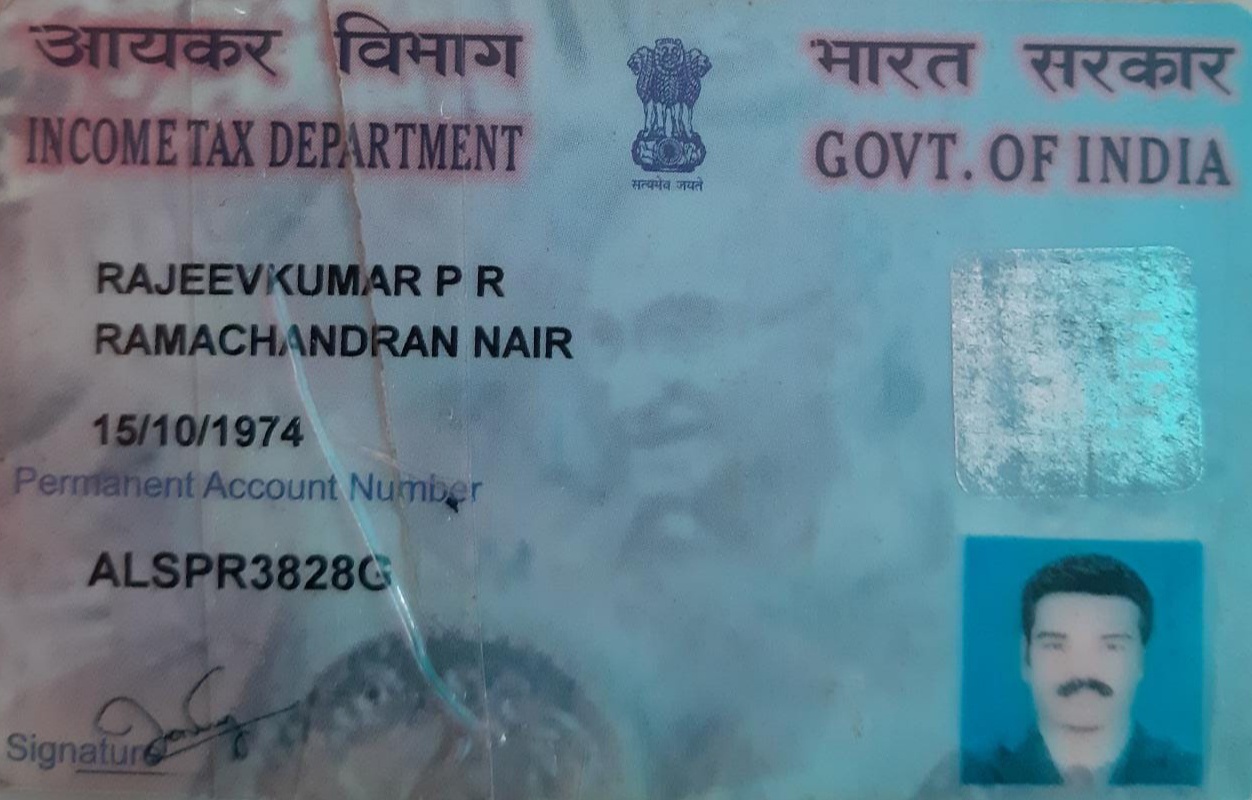 आयकर विभाग
INCOME TAX DEPARTMENT
सत्यमेव जयते
भारत सरकार
GOVT. OF INDIA
RAJEEVKUMAR P R
RAMACHANDRAN NAIR
15/10/1974
Permanent Account Number
ALSPR3828G
Signature